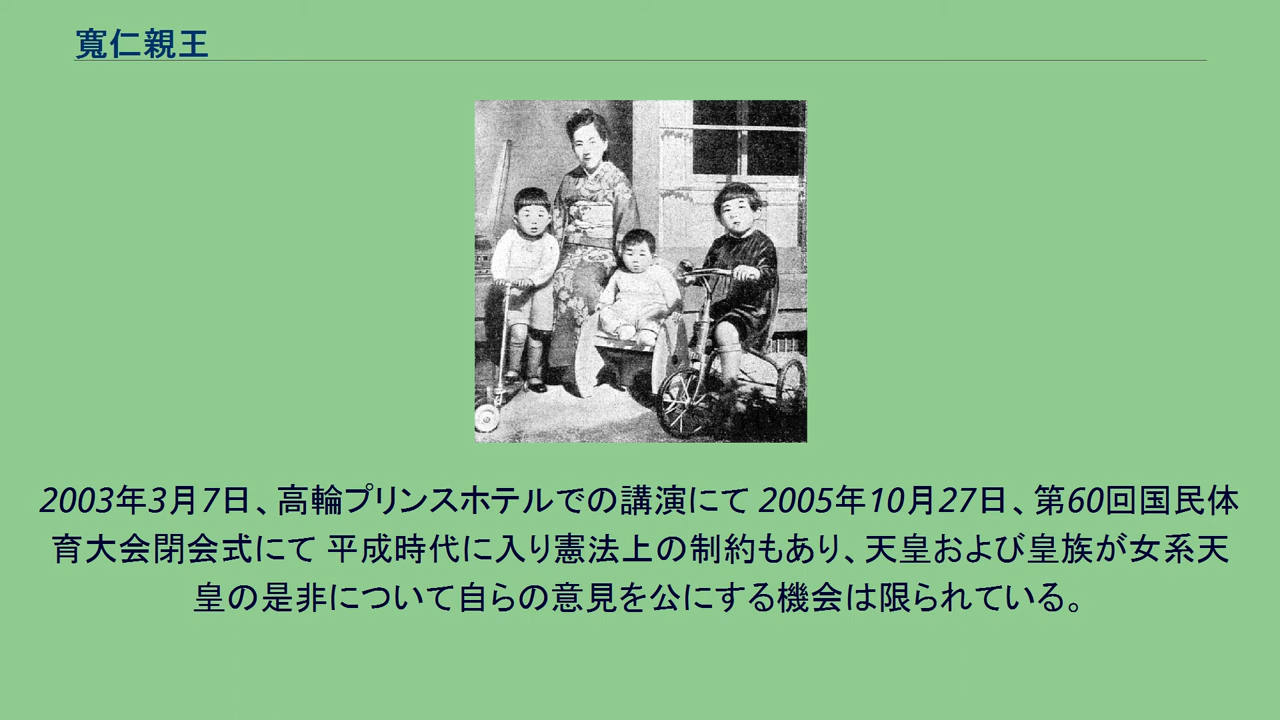 寬仁親王
2003年3月7日、高輪プリンスホテルでの講演にて 2005年10月27日、第60回国民体
育大会閉会式にて 平成時代に入り憲法上の制約もあり、天皇および皇族が女系天
皇の是非について自らの意見を公にする機会は限られている。